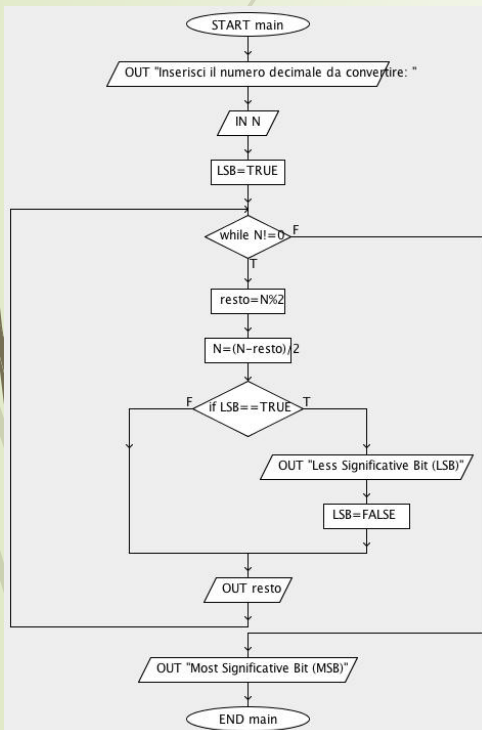 START main
OUT "Inserisci il numero decimale da convertire: "
IN N
LSB=TRUE
while N!=0
F
T
resto=N%2
N=(N-resto)/2
F
if LSB==TRUE
T
OUT "Less Significative Bit (LSB)"
LSB=FALSE
OUT resto
OUT "Most Significative Bit (MSB)"
END main